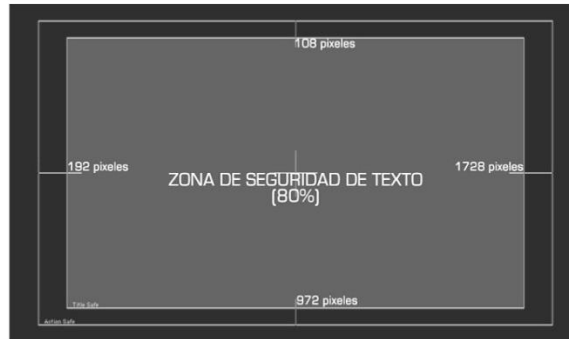 108 pixeles
192 pixeles
1728 pixeles
ZONA DE SEGURIDAD DE TEXTO
(80%)
972 pixeles
Title Safe
Action Safe